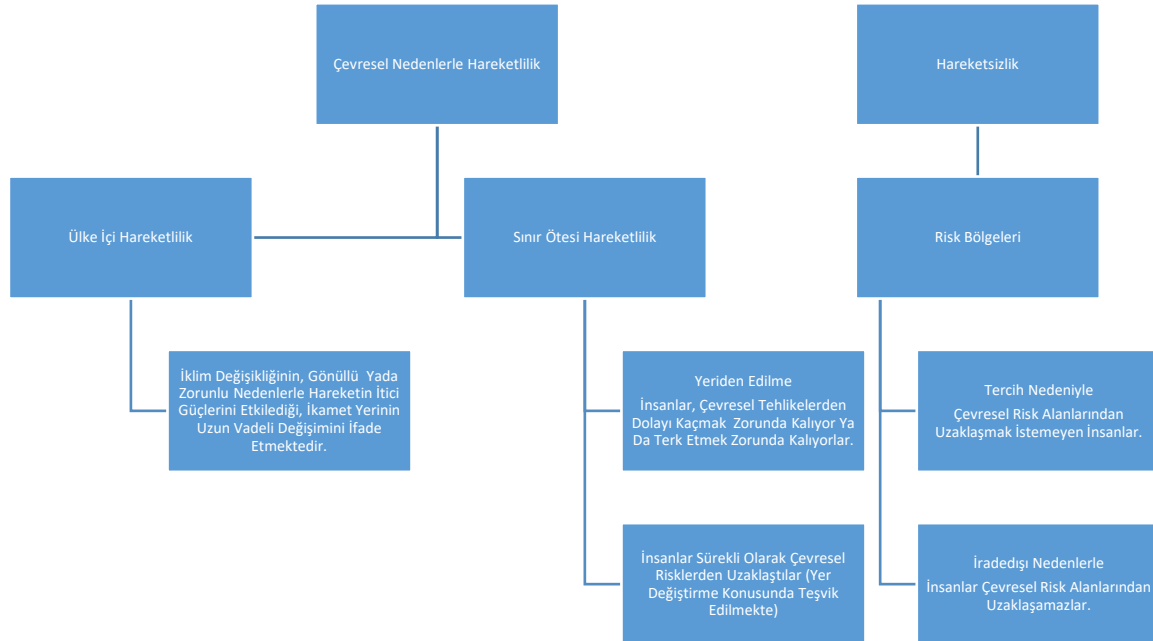 Çevresel Nedenlerle Hareketlilik
Hareketsizlik
Ülke İçi Hareketlilik
Sınır Ötesi Hareketlilik
Risk Bölgeleri
İklim Değişikliğinin, Gönüllü Yada
Zorunlu Nedenlerle Hareketin İtici
Güçlerini Etkilediği, İkamet Yerinin
Uzun Vadeli Değişimini İfade
Etmektedir.
Yeriden Edilme
İnsanlar, Çevresel Tehlikelerden
Dolayı Kaçmak Zorunda Kalıyor Ya
Da Terk Etmek Zorunda Kalıyorlar.
Tercih Nedeniyle
Çevresel Risk Alanlarından
Uzaklaşmak İstemeyen İnsanlar.
İnsanlar Sürekli Olarak Çevresel
Risklerden Uzaklaştılar (Yer
Değiştirme Konusunda Teşvik
Edilmekte)
İradedışı Nedenlerle
İnsanlar Çevresel Risk Alanlarından
Uzaklaşamazlar.